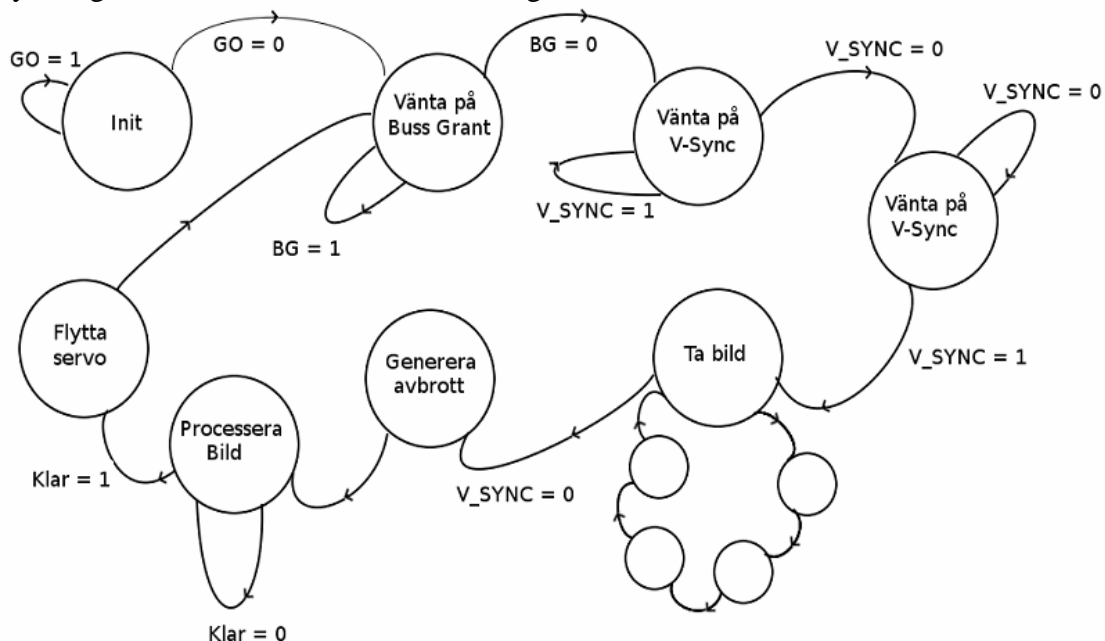 GO = 0
BG = 0
V_SYNC = 0
GO = 1
V_SYNC = 0
Init
Vänta på
Buss Grant
Vänta på
V-Sync
V_SYNC = 1
Vänta på
V-Sync
BG = 1
Flytta
servo
Generera
avbrott
Ta bild
V_SYNC = 1
Processera
Bild
Klar = 1
V_SYNC = 0
Klar = 0